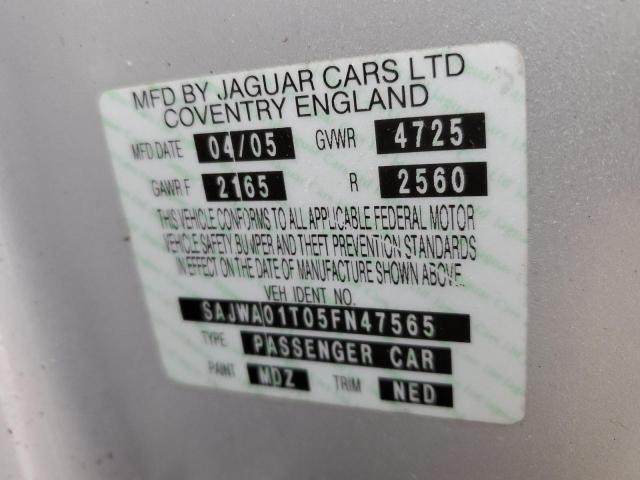 MFD BY JAGUAR CARS LTD
COVENTRY ENGLAND
MFD DATE 04/05 GVWR 4725
GAWR F 2165 R 2560
THIS VEHICLE CONFORMS TO ALL APPLICABLE FEDERAL MOTOR
VEHICLE SAFETY BUMPER AND THEFT PREVENTION STANDARDS
IN EFFECT ON THE DATE OF MANUFACTURE SHOWN ABOVE.
VEH IDENT NO.
SAJWA01T05FN47565
TYPE PASSENGER CAR
PAINT MDZ TRIM NED